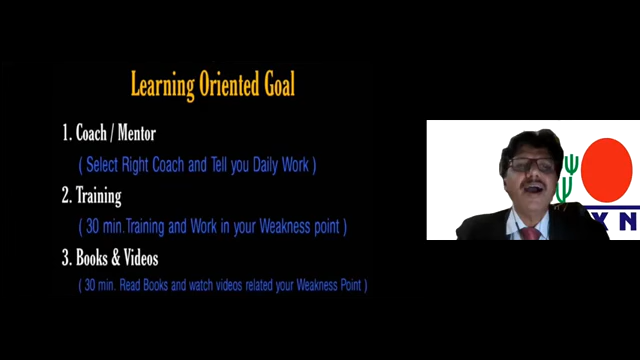 Learning Oriented Goal
1. Coach / Mentor
( Select Right Coach and Tell you Daily Work )
2. Training
( 30 min.Training and Work in your Weakness point )
3. Books & Videos
( 30 min. Read Books and watch videos related your Weakness Point )
X N